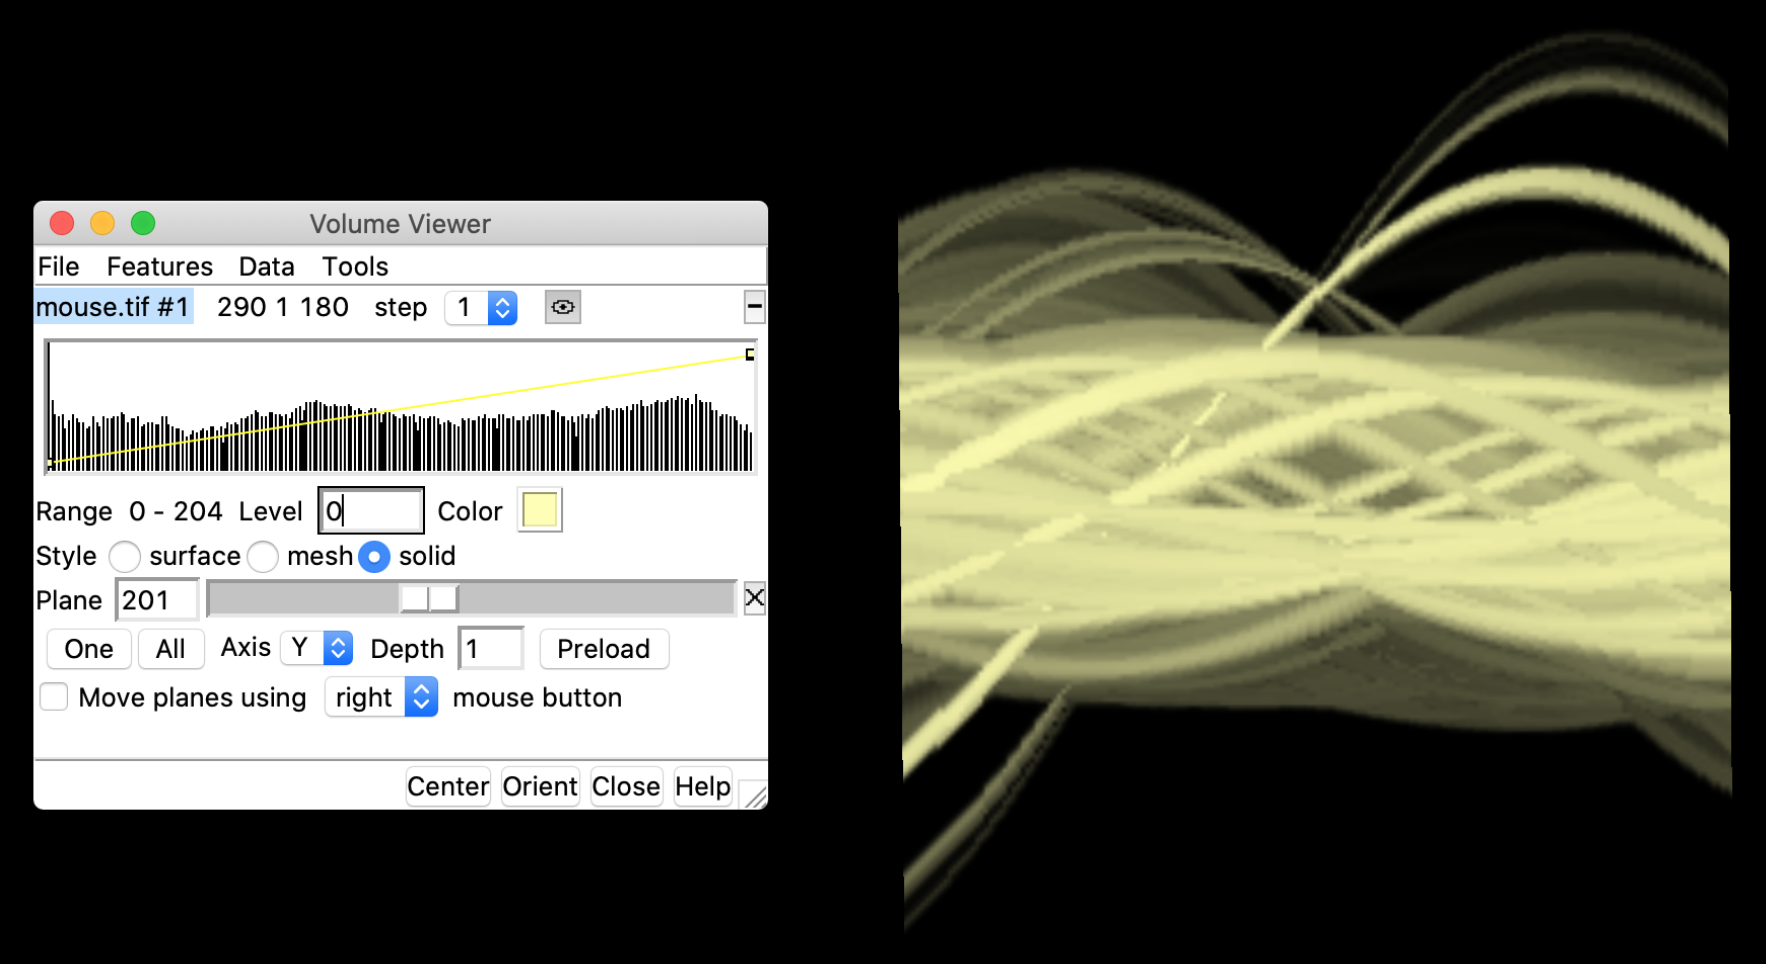 Volume Viewer
File Features Data Tools
mouse.tif #1 290 1 180 step 1
Range 0 - 204 Level 0 Color
Style surface mesh solid
Plane 201
One All Axis Y Depth 1 Preload
Move planes using right mouse button
Center Orient Close Help